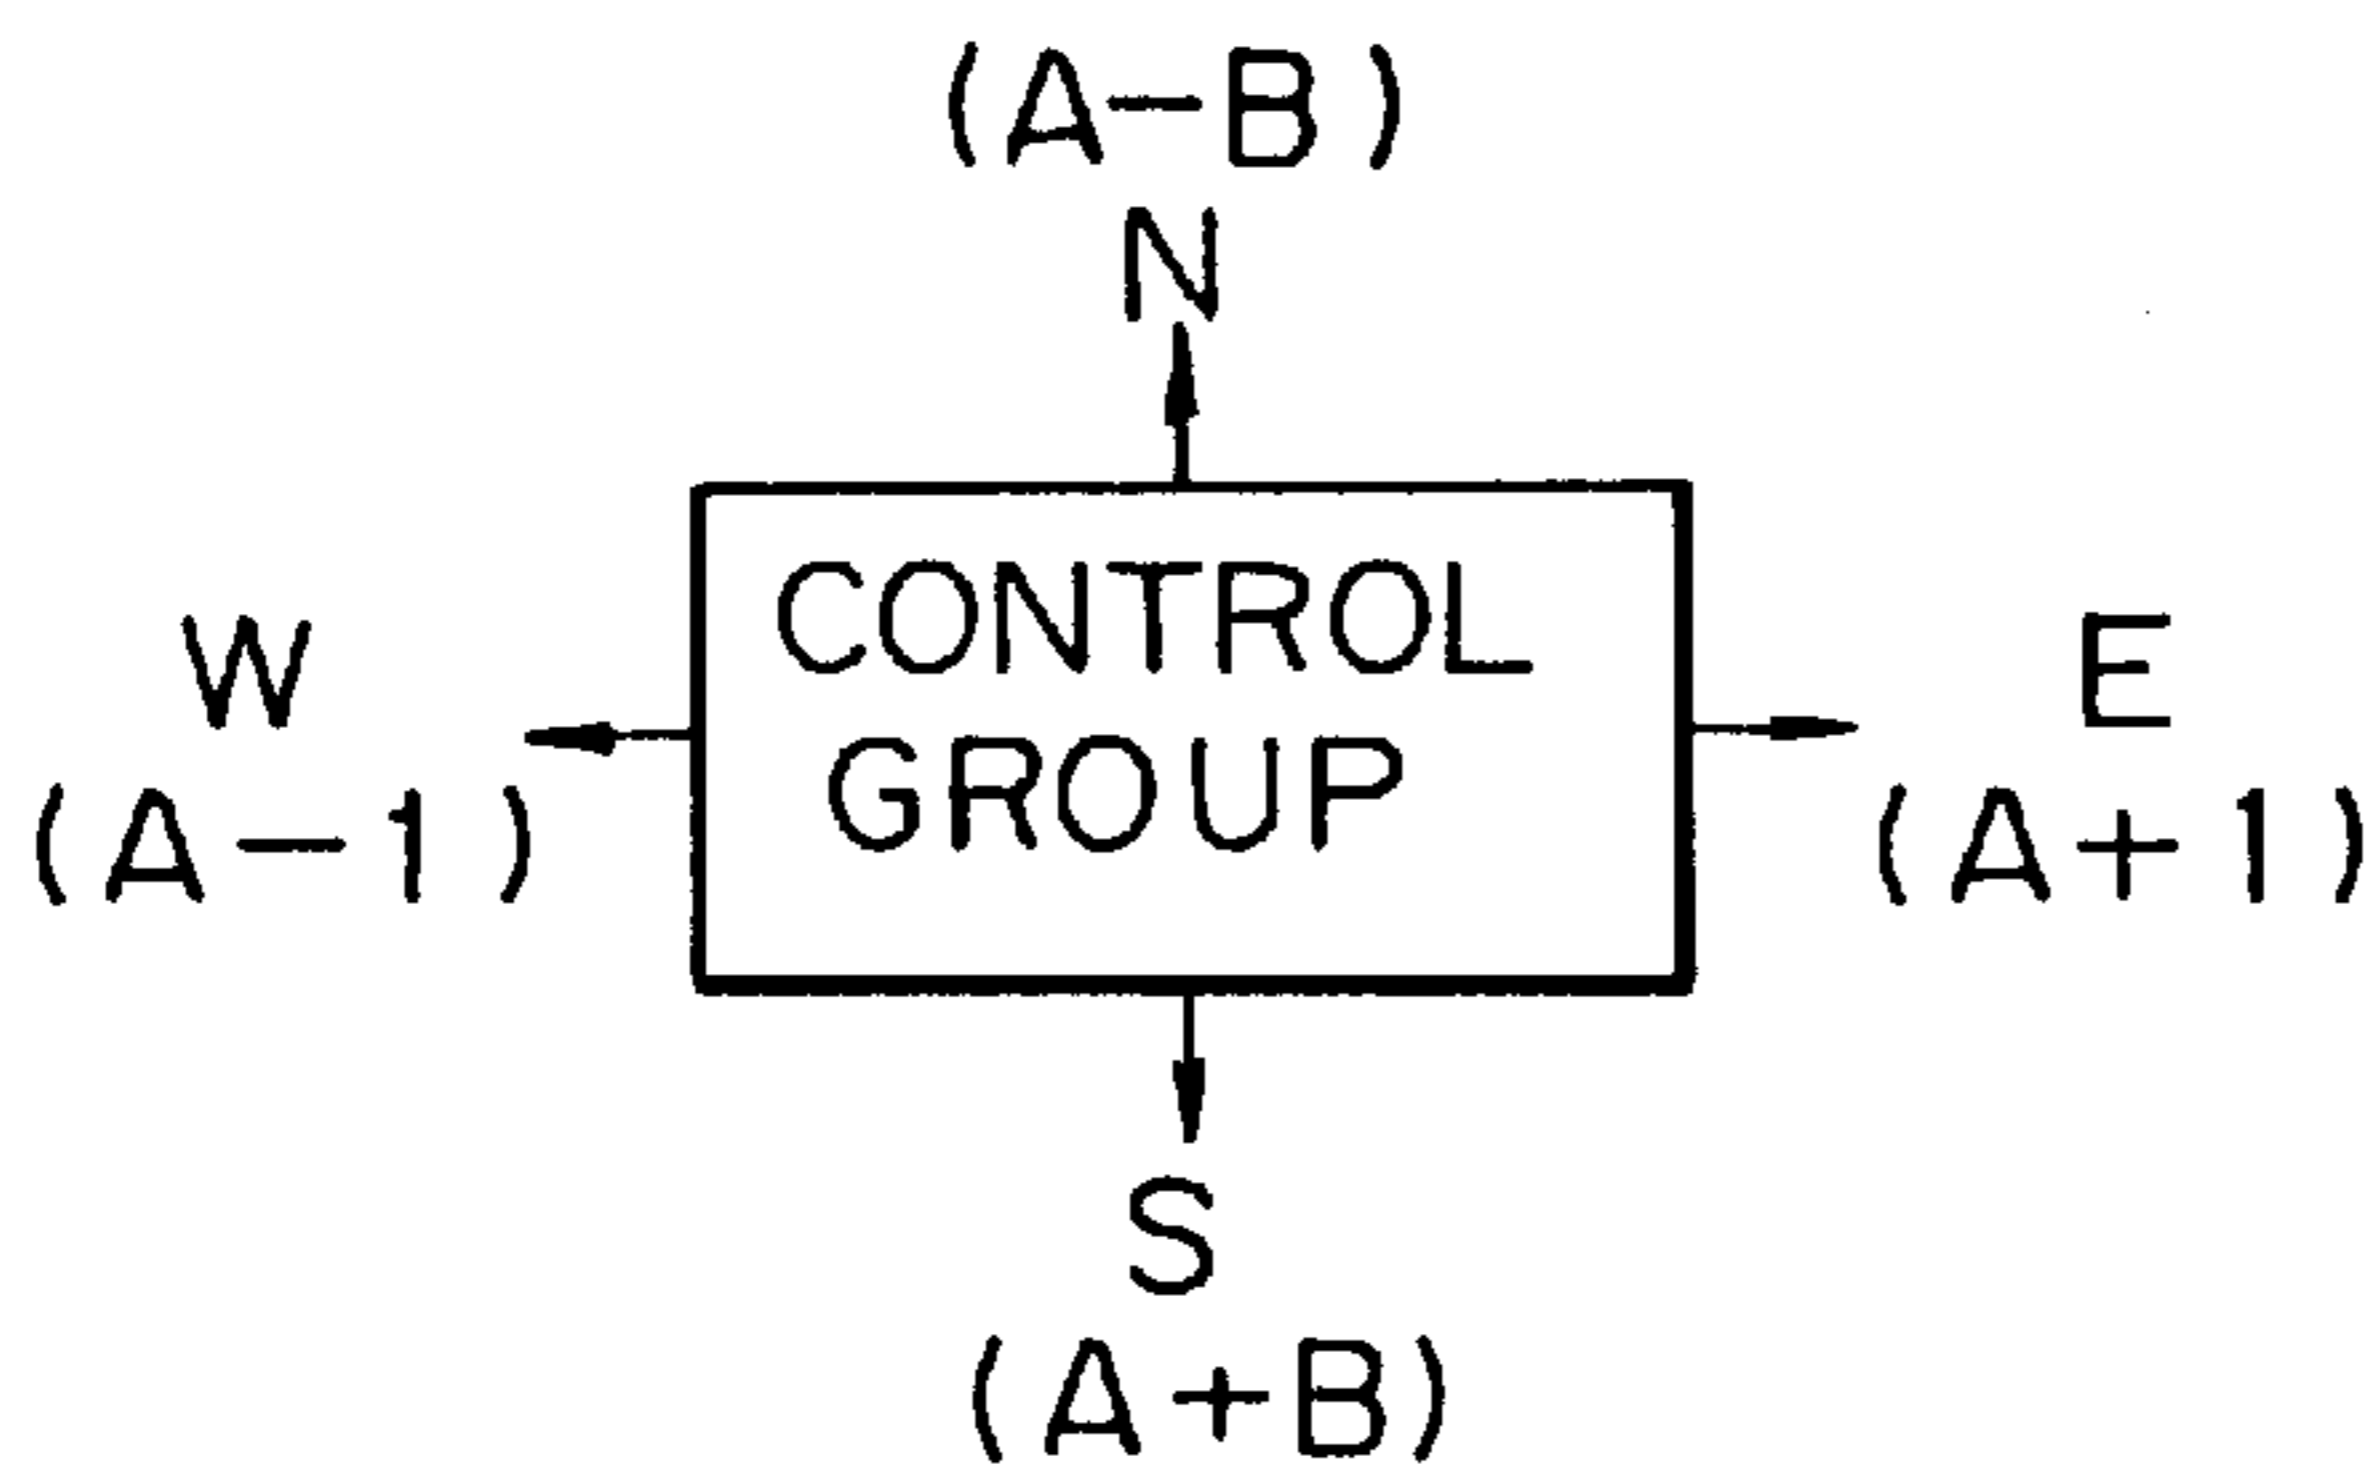 (A-B)
N
CONTROL
GROUP
W
(A-1)
E
(A+1)
S
(A+B)